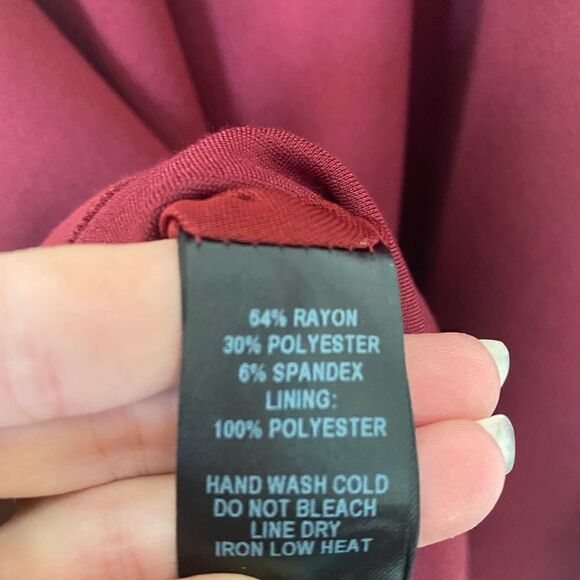 64% RAYON
30% POLYESTER
6% SPANDEX
LINING:
100% POLYESTER
HAND WASH COLD
DO NOT BLEACH
LINE DRY
IRON LOW HEAT